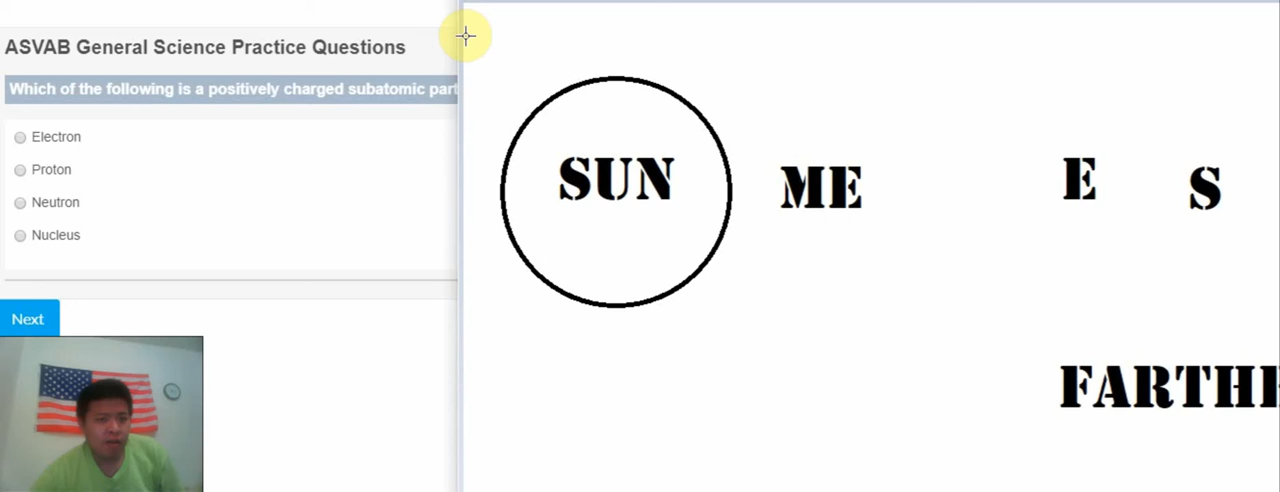 ASVAB General Science Practice Questions
Which of the following is a positively charged subatomic part
Electron
Proton
Neutron
Nucleus
Next
SUN ME E S
FARTHE